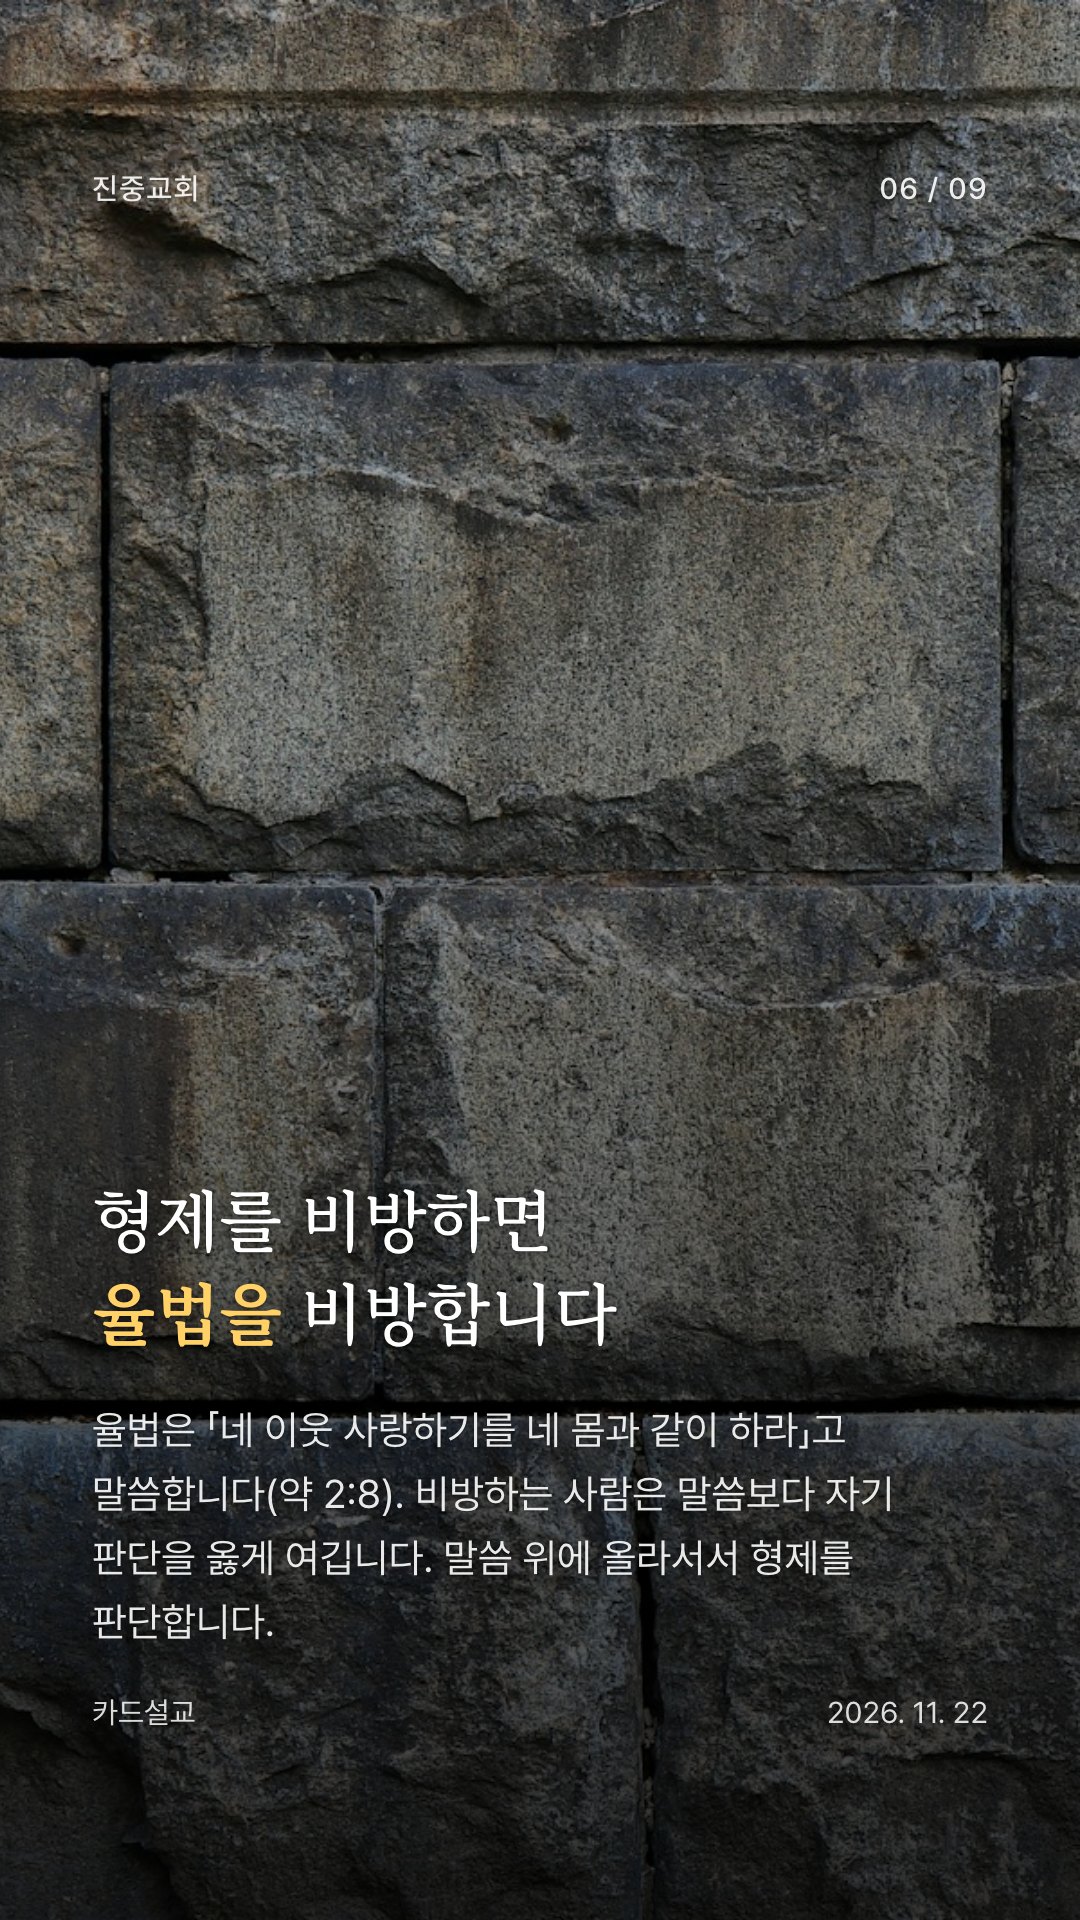 진중교회
06 / 09
형제를 비방하면
율법을 비방합니다
율법은 「네 이웃 사랑하기를 네 몸과 같이 하라」고
말씀합니다(약 2:8). 비방하는 사람은 말씀보다 자기
판단을 옳게 여깁니다. 말씀 위에 올라서서 형제를
판단합니다.
카드설교
2026. 11. 22